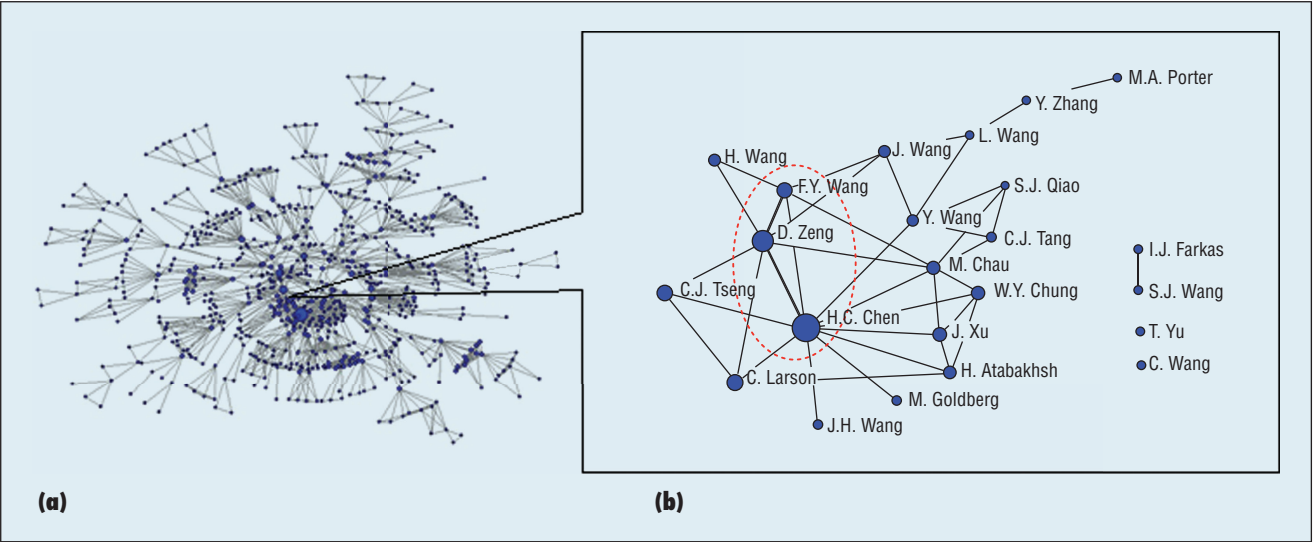 M.A. Porter
Y. Zhang
L. Wang
J. Wang
H. Wang
F.Y. Wang
S.J. Qiao
Y. Wang
D. Zeng
C.J. Tang
I.J. Farkas
M. Chau
C.J. Tseng
W.Y. Chung
S.J. Wang
H.C. Chen
J. Xu
T. Yu
C. Wang
H. Atabakhsh
C. Larson
M. Goldberg
J.H. Wang
(a)
(b)